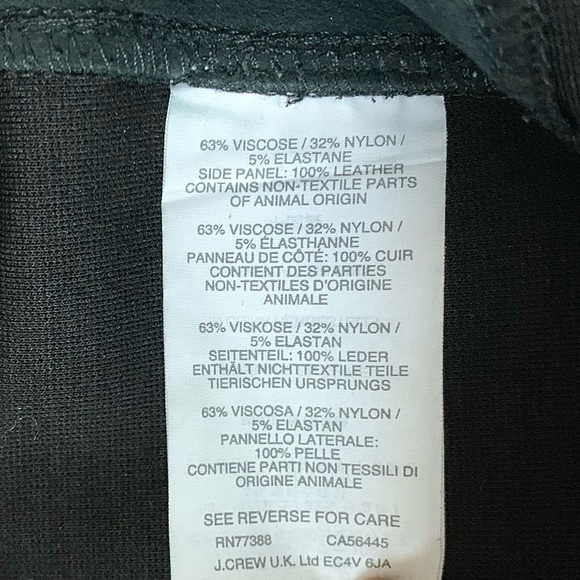 63% VISCOSE / 32% NYLON /
5% ELASTANE
SIDE PANEL: 100% LEATHER
CONTAINS NON-TEXTILE PARTS
OF ANIMAL ORIGIN
63% VISCOSE / 32% NYLON /
5% ÉLASTHANNE
PANNEAU DE CÔTÉ: 100% CUIR
CONTIENT DES PARTIES
NON-TEXTILES D'ORIGINE
ANIMALE
63% VISKOSE / 32% NYLON /
5% ELASTAN
SEITENTEIL: 100% LEDER
ENTHÄLT NICHTTEXTILE TEILE
TIERISCHEN URSPRUNGS
63% VISCOSA / 32% NYLON /
5% ELASTAN
PANNELLO LATERALE:
100% PELLE
CONTIENE PARTI NON TESSILI DI
ORIGINE ANIMALE
SEE REVERSE FOR CARE
RN77388 CA56445
J.CREW U.K. Ltd EC4V 6JA